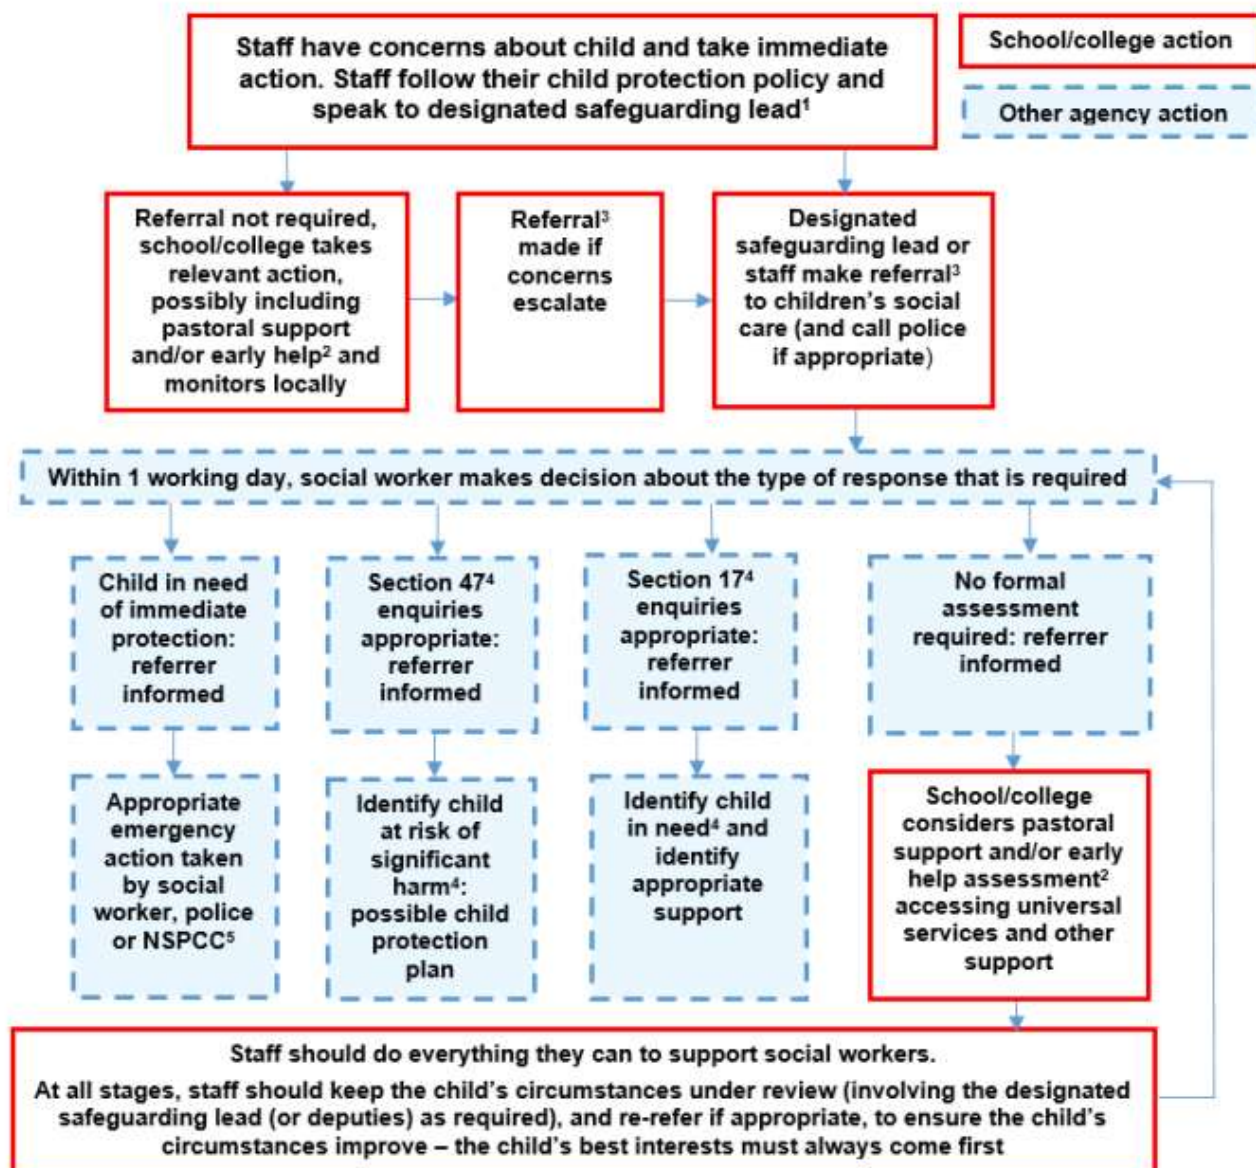 Staff have concerns about child and take immediate
action. Staff follow their child protection policy and
speak to designated safeguarding lead¹
School/college action
Other agency action
Referral not required,
school/college takes
relevant action,
possibly including
pastoral support
and/or early help² and
monitors locally
Referral³
made if
concerns
escalate
Designated
safeguarding lead or
staff make referral³
to children's social
care (and call police
if appropriate)
Within 1 working day, social worker makes decision about the type of response that is required
Child in need
of immediate
protection:
referrer
informed
Section 47⁴
enquiries
appropriate:
referrer
informed
Section 17⁴
enquiries
appropriate:
referrer
informed
No formal
assessment
required: referrer
informed
Appropriate
emergency
action taken
by social
worker, police
or NSPCC⁵
Identify child
at risk of
significant
harm⁴:
possible child
protection
plan
Identify child
in need⁴ and
identify
appropriate
support
School/college
considers pastoral
support and/or early
help assessment²
accessing universal
services and other
support
Staff should do everything they can to support social workers.
At all stages, staff should keep the child's circumstances under review (involving the designated
safeguarding lead (or deputies) as required), and re-refer if appropriate, to ensure the child's
circumstances improve – the child's best interests must always come first